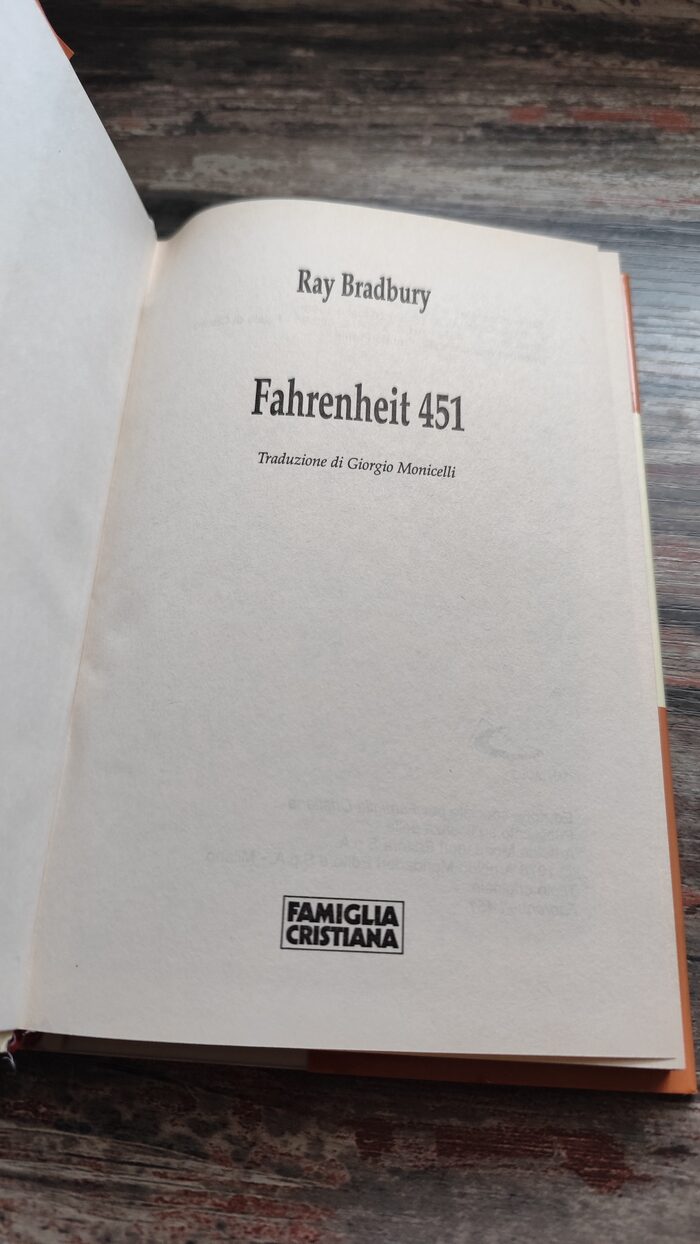 Ray Bradbury
Fahrenheit 451
Traduzione di Giorgio Monicelli
FAMIGLIA
CRISTIANA